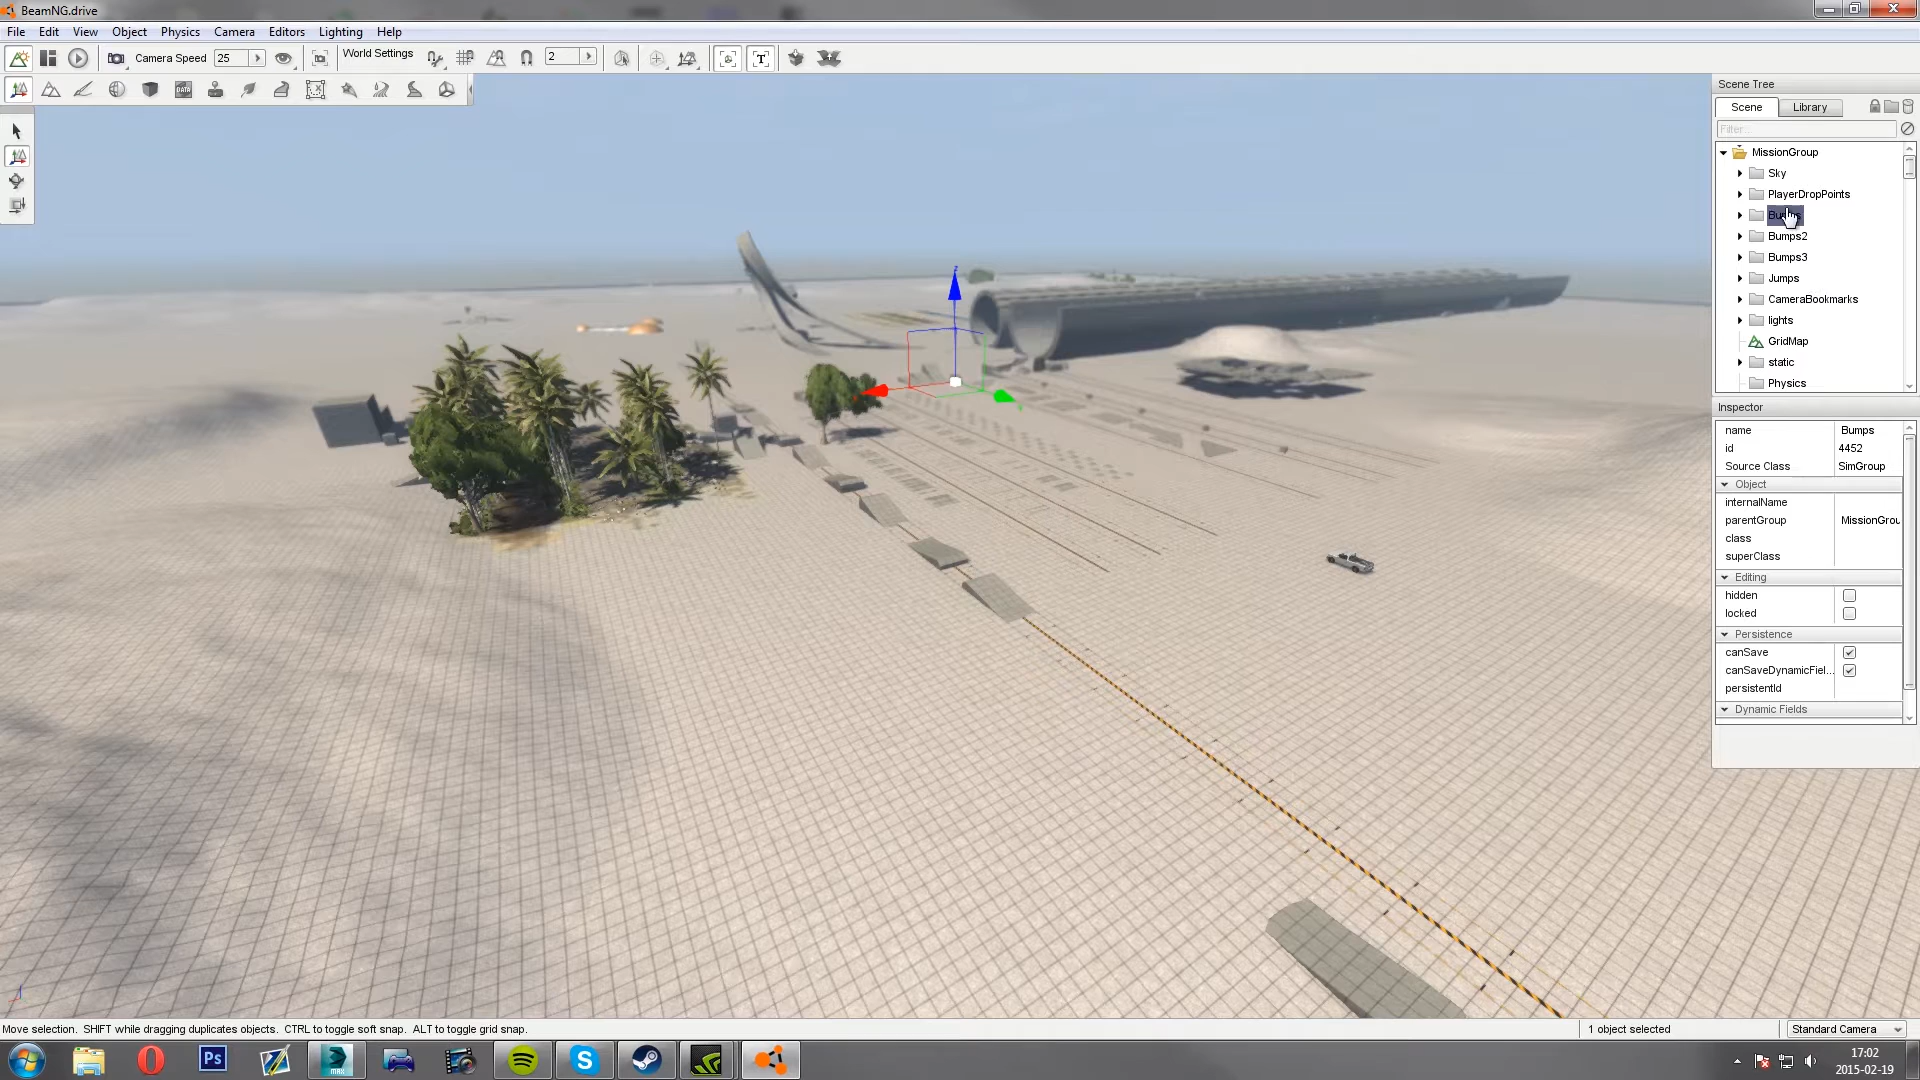 BeamNG.drive
File Edit View Object Physics Camera Editors Lighting Help
Camera Speed 25 World Settings 2 T
DATA
Scene Tree
Scene Library
Filter...
MissionGroup
Sky
PlayerDropPoints
Bumps
Bumps2
Bumps3
Jumps
CameraBookmarks
lights
GridMap
static
Physics
Inspector
name Bumps
id 4452
Source Class SimGroup
Object
internalName
parentGroup MissionGrou
class
superClass
Editing
hidden
locked
Persistence
canSave
canSaveDynamicFiel...
persistentId
Dynamic Fields
z
Move selection. SHIFT while dragging duplicates objects. CTRL to toggle soft snap. ALT to toggle grid snap.
1 object selected
Standard Camera
Ps
MAX
S
17:02
2015-02-19